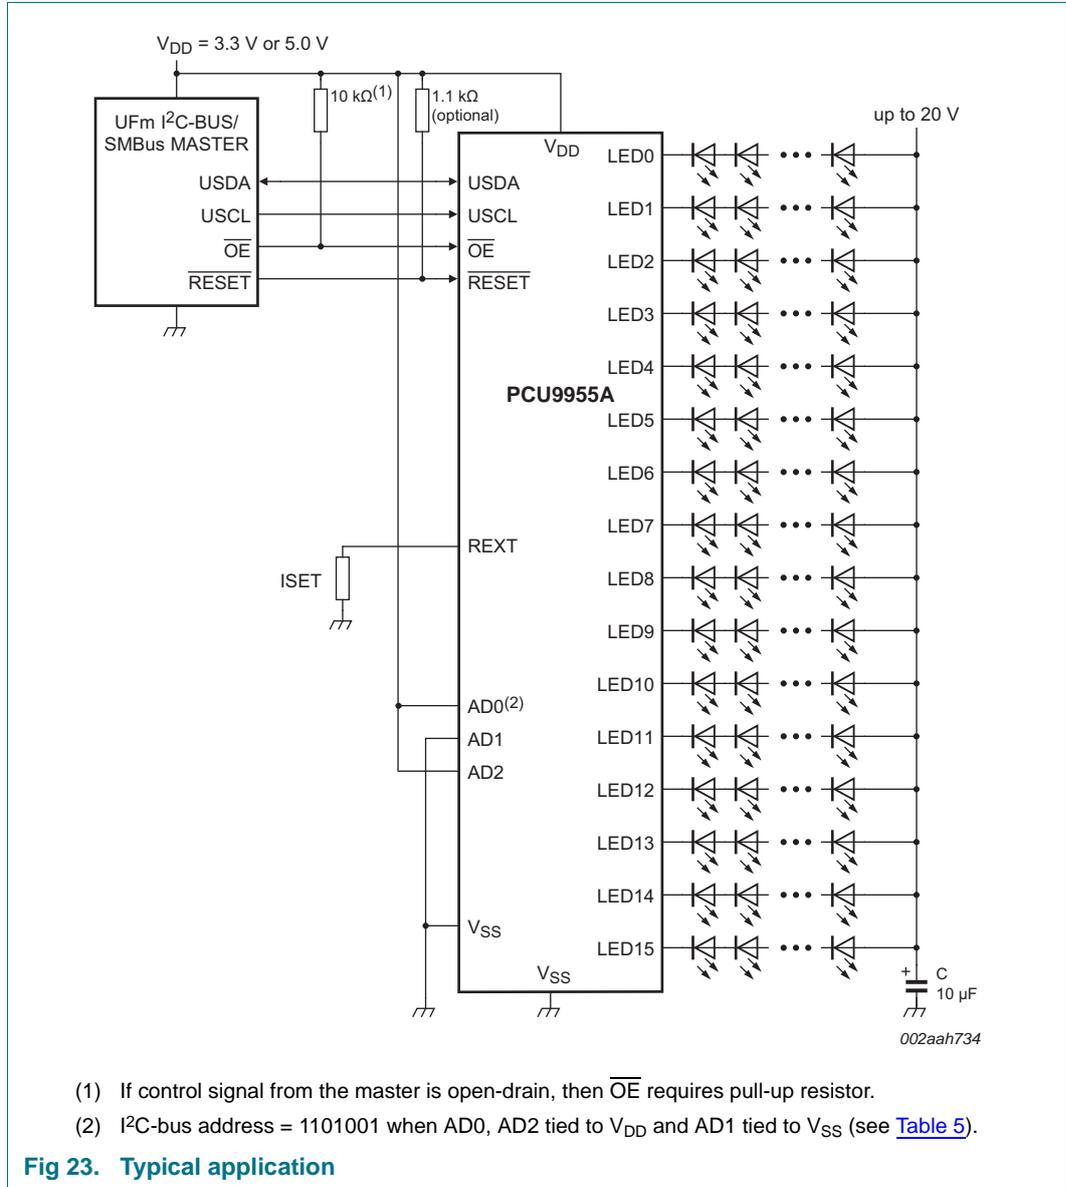 VDD = 3.3 V or 5.0 V
10 kΩ(1)
1.1 kΩ
(optional)
UFm I2C-BUS/
SMBus MASTER
USDA
USCL
OE
RESET
VDD
USDA
USCL
OE
RESET
PCU9955A
REXT
ISET
AD0(2)
AD1
AD2
VSS
VSS
up to 20 V
LED0
LED1
LED2
LED3
LED4
LED5
LED6
LED7
LED8
LED9
LED10
LED11
LED12
LED13
LED14
LED15
+
C
10 μF
002aah734
(1) If control signal from the master is open-drain, then OE requires pull-up resistor.
(2) I2C-bus address = 1101001 when AD0, AD2 tied to VDD and AD1 tied to VSS (see Table 5).
Fig 23. Typical application